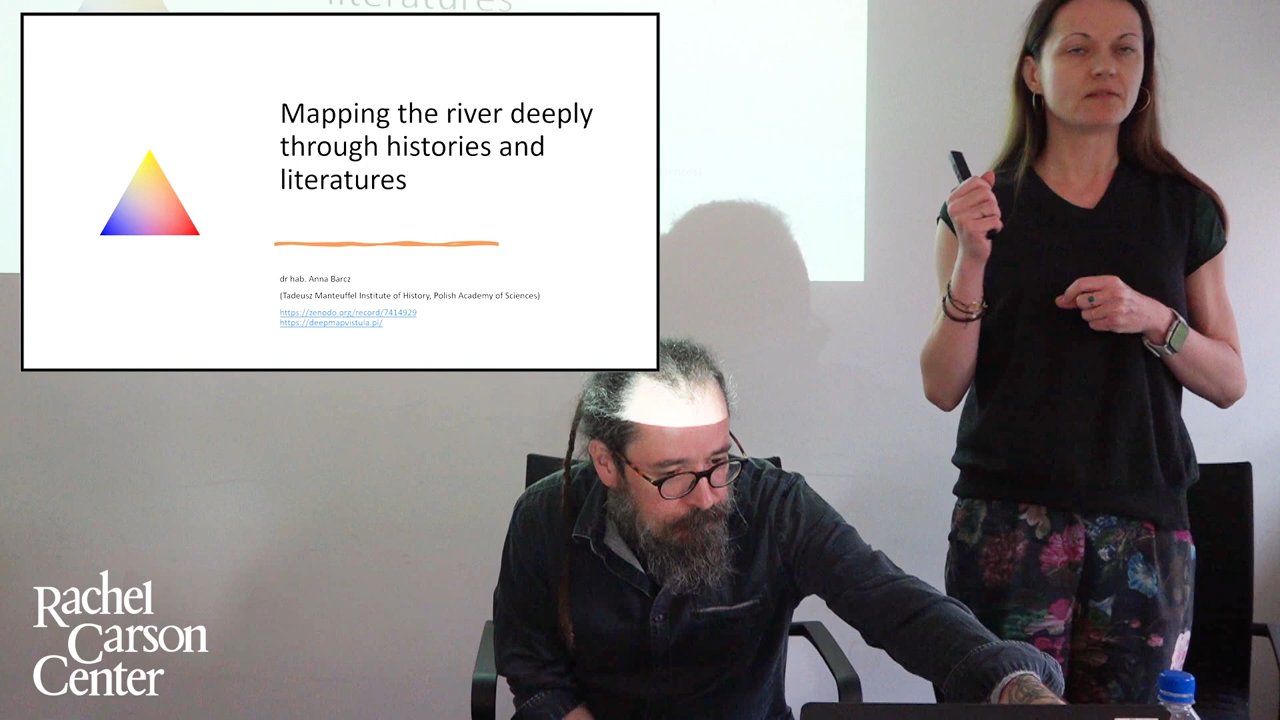 literatures
Mapping the river deeply
through histories and
literatures
dr hab. Anna Barcz
(Tadeusz Manteuffel Institute of History, Polish Academy of Sciences)
https://zenodo.org/record/7414929
https://deepmapvistula.pl/
Rachel
Carson
Center